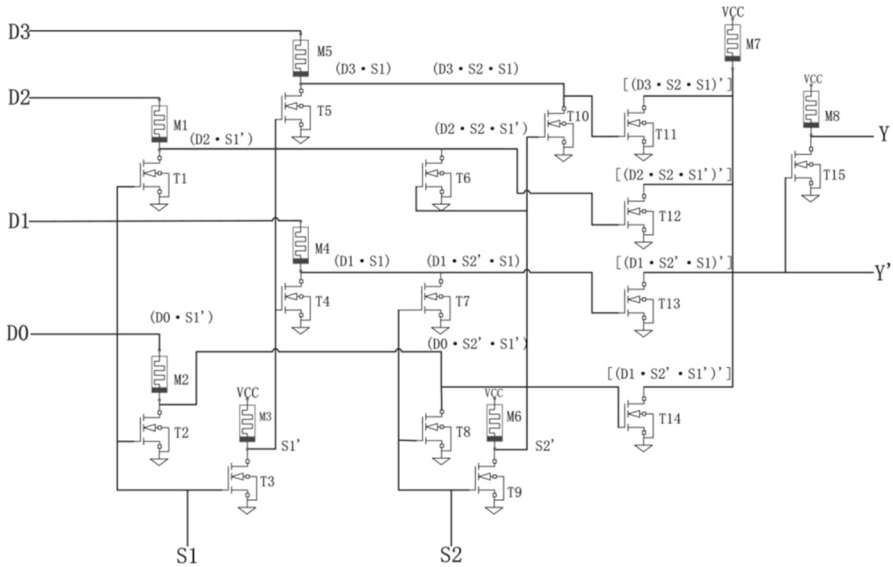 D3
D2
D1
D0
S1
S2
M1
T1
(D2·S1')
M5
T5
(D3·S1)
(D3·S2·S1)
(D2·S2·S1')
T6
T10
[(D3·S2·S1)']
T11
VCC
M7
VCC
M8
Y
T15
[(D2·S2·S1')']
T12
M4
T4
(D1·S1)
(D1·S2'·S1)
T7
[(D1·S2'·S1)']
T13
Y'
(D0·S1')
M2
T2
(D0·S2'·S1')
[(D1·S2'·S1')']
T14
VCC
M3
S1'
T3
T8
VCC
M6
S2'
T9